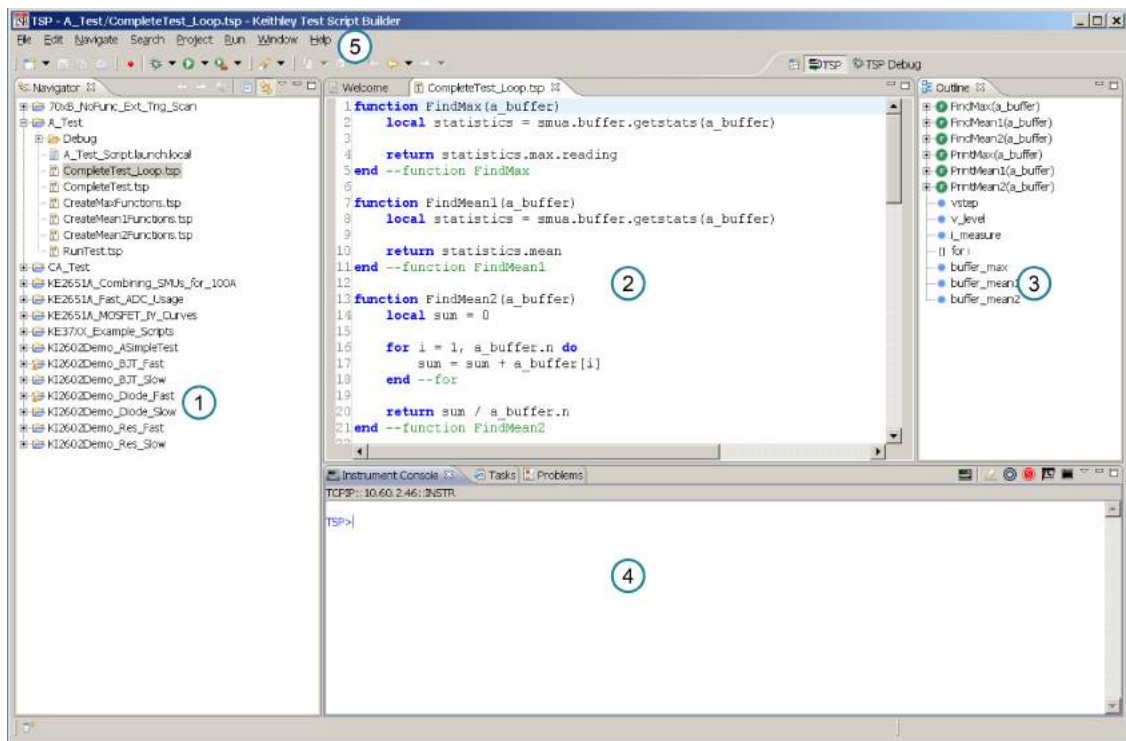 TSP - A_Test/CompleteTest_Loop.tsp - Keithley Test Script Builder
File Edit Navigate Search Project Run Window Help
5
TSP TSP Debug
Navigator
70xB_NoFunc_Ext_Trig_Scan
A_Test
Debug
A_Test_Script.launch.local
CompleteTest_Loop.tsp
CompleteTest.tsp
CreateMaxFunctions.tsp
CreateMean1Functions.tsp
CreateMean2Functions.tsp
RunTest.tsp
CA_Test
KE2651A_Combining_SMUs_for_100A
KE2651A_Fast_ADC_Usage
KE2651A_MOSFET_IV_Curves
KE37XX_Example_Scripts
KI2602Demo_ASimpleTest
KI2602Demo_BJT_Fast
KI2602Demo_BJT_Slow
KI2602Demo_Diode_Fast
KI2602Demo_Diode_Slow
KI2602Demo_Res_Fast
KI2602Demo_Res_Slow
1
Welcome CompleteTest_Loop.tsp
1 function FindMax(a_buffer)
2 local statistics = smua.buffer.getstats(a_buffer)
3
4 return statistics.max.reading
5 end --function FindMax
6
7 function FindMean1(a_buffer)
8 local statistics = smua.buffer.getstats(a_buffer)
9
10 return statistics.mean
11 end --function FindMean1
12
13 function FindMean2(a_buffer)
14 local sum = 0
15
16 for i = 1, a_buffer.n do
17 sum = sum + a_buffer[i]
18 end --for
19
20 return sum / a_buffer.n
21 end --function FindMean2
2
Outline
FindMax(a_buffer)
FindMean1(a_buffer)
FindMean2(a_buffer)
PrintMax(a_buffer)
PrintMean1(a_buffer)
PrintMean2(a_buffer)
vstep
v_level
i_measure
for i
buffer_max
buffer_mean1
buffer_mean2
3
Instrument Console Tasks Problems
TCPIP::10.60.2.46::INSTR
TSP>
4